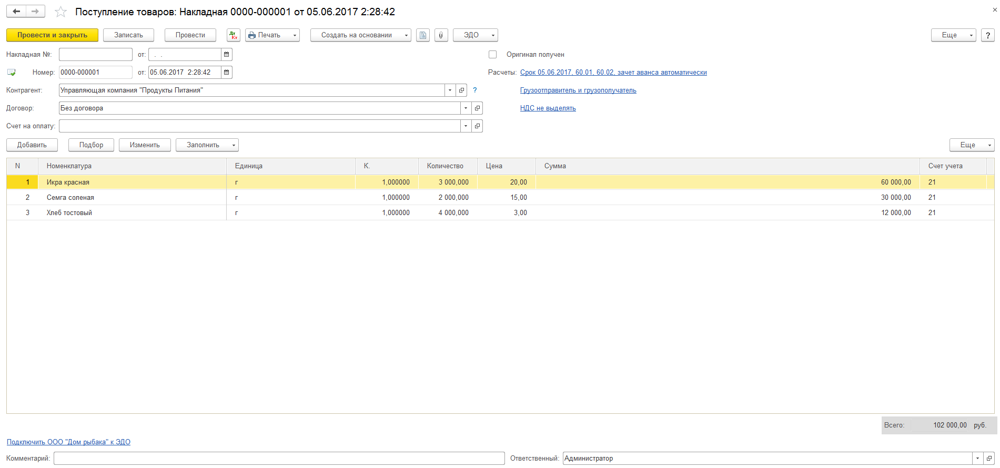 Поступление товаров: Накладная 0000-000001 от 05.06.2017 2:28:42
Провести и закрыть Записать Провести Дт Кт Печать Создать на основании ЭДО Еще ?
Накладная №: от: . . Оригинал получен
Номер: 0000-000001 от: 05.06.2017 2:28:42 Расчеты: Срок 05.06.2017, 60.01, 60.02, зачет аванса автоматически
Контрагент: Управляющая компания "Продукты Питания" ? Грузоотправитель и грузополучатель
Договор: Без договора НДС не выделять
Счет на оплату:
Добавить Подбор Изменить Заполнить Еще
N Номенклатура Единица К. Количество Цена Сумма Счет учета
1 Икра красная г 1,000000 3 000,000 20,00 60 000,00 21
2 Семга соленая г 1,000000 2 000,000 15,00 30 000,00 21
3 Хлеб тостовый г 1,000000 4 000,000 3,00 12 000,00 21
Всего: 102 000,00 руб.
Подключить ООО "Дом рыбака" к ЭДО
Комментарий: Ответственный: Администратор